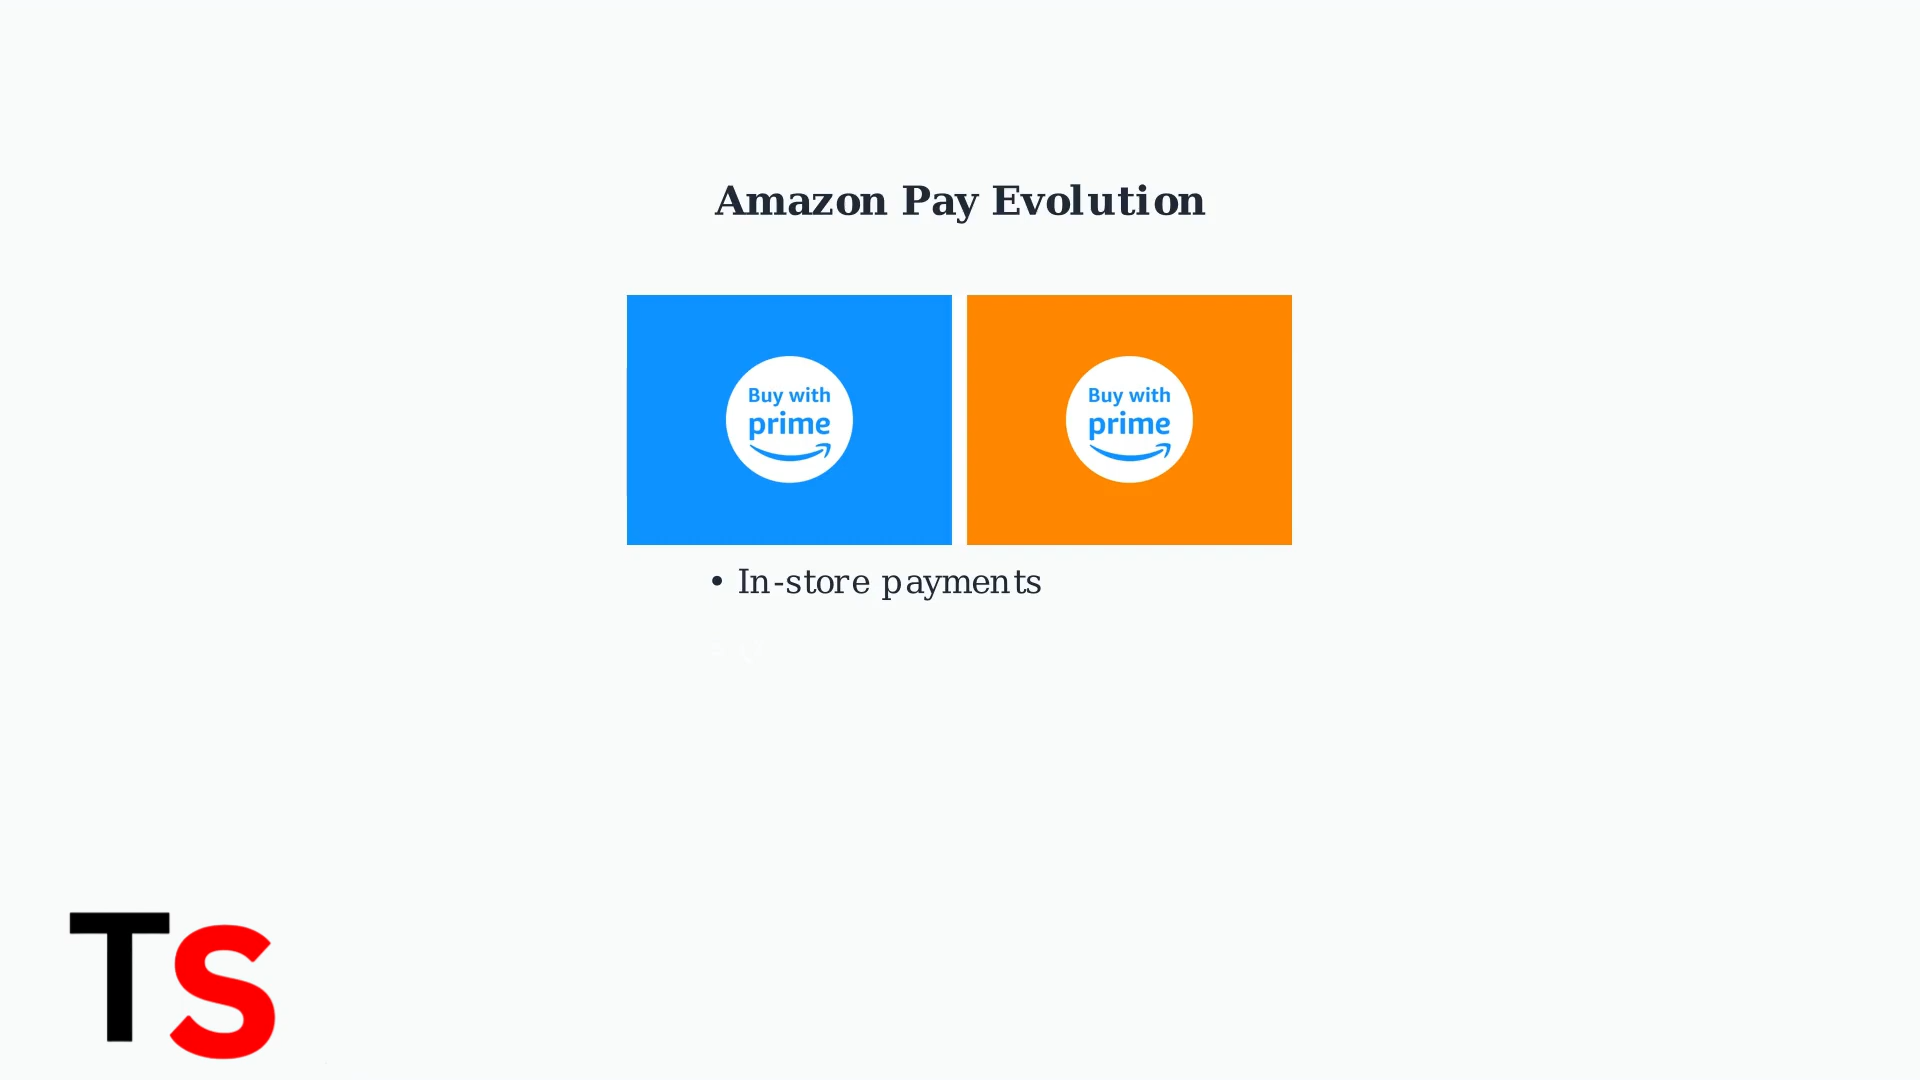 Amazon Pay Evolution
Buy with
prime
Buy with
prime
• In-store payments
TS